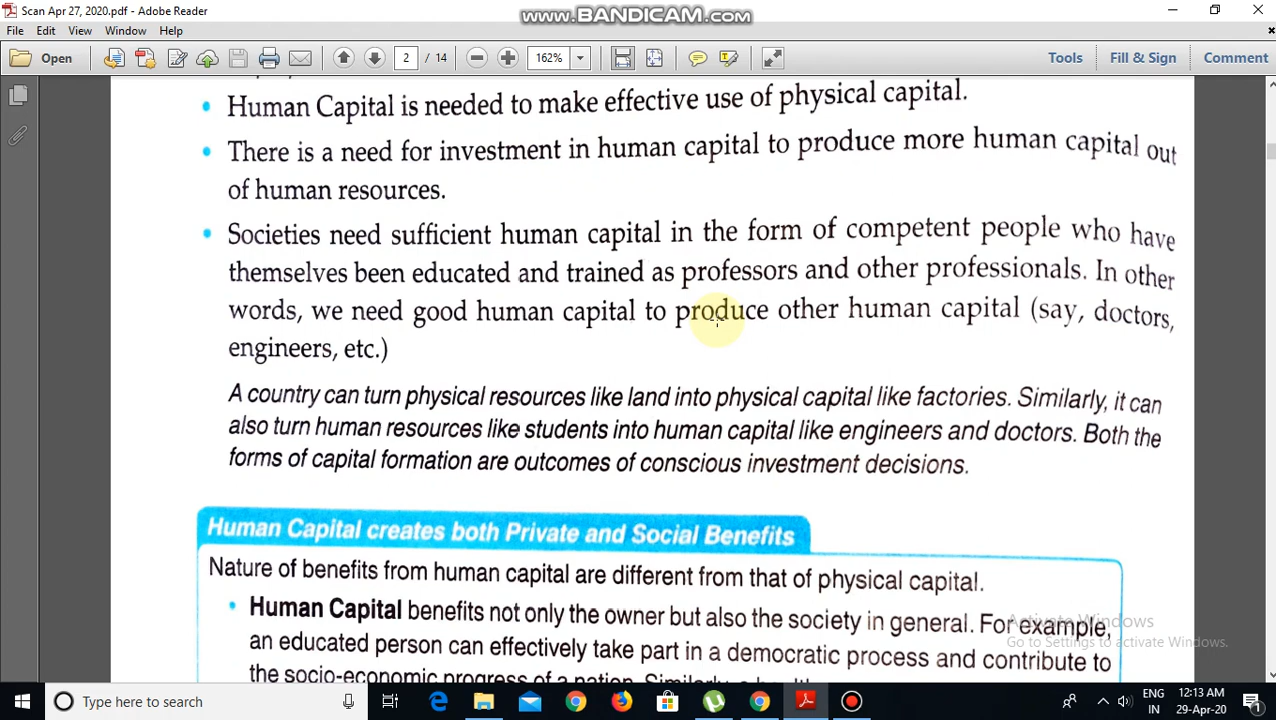 Scan Apr 27, 2020.pdf - Adobe Reader
www.BANDICAM.com
File Edit View Window Help
Open 2 / 14 162% Tools Fill & Sign Comment
• Human Capital is needed to make effective use of physical capital.
• There is a need for investment in human capital to produce more human capital out
of human resources.
• Societies need sufficient human capital in the form of competent people who have
themselves been educated and trained as professors and other professionals. In other
words, we need good human capital to produce other human capital (say, doctors,
engineers, etc.)
A country can turn physical resources like land into physical capital like factories. Similarly, it can
also turn human resources like students into human capital like engineers and doctors. Both the
forms of capital formation are outcomes of conscious investment decisions.
Human Capital creates both Private and Social Benefits
Nature of benefits from human capital are different from that of physical capital.
• Human Capital benefits not only the owner but also the society in general. For example,
an educated person can effectively take part in a democratic process and contribute to
the socio-economic progress of a nation. Similarly, a
Activate Windows
Go to Settings to activate Windows.
Type here to search
ENG 12:13 AM
IN 29-Apr-20 1